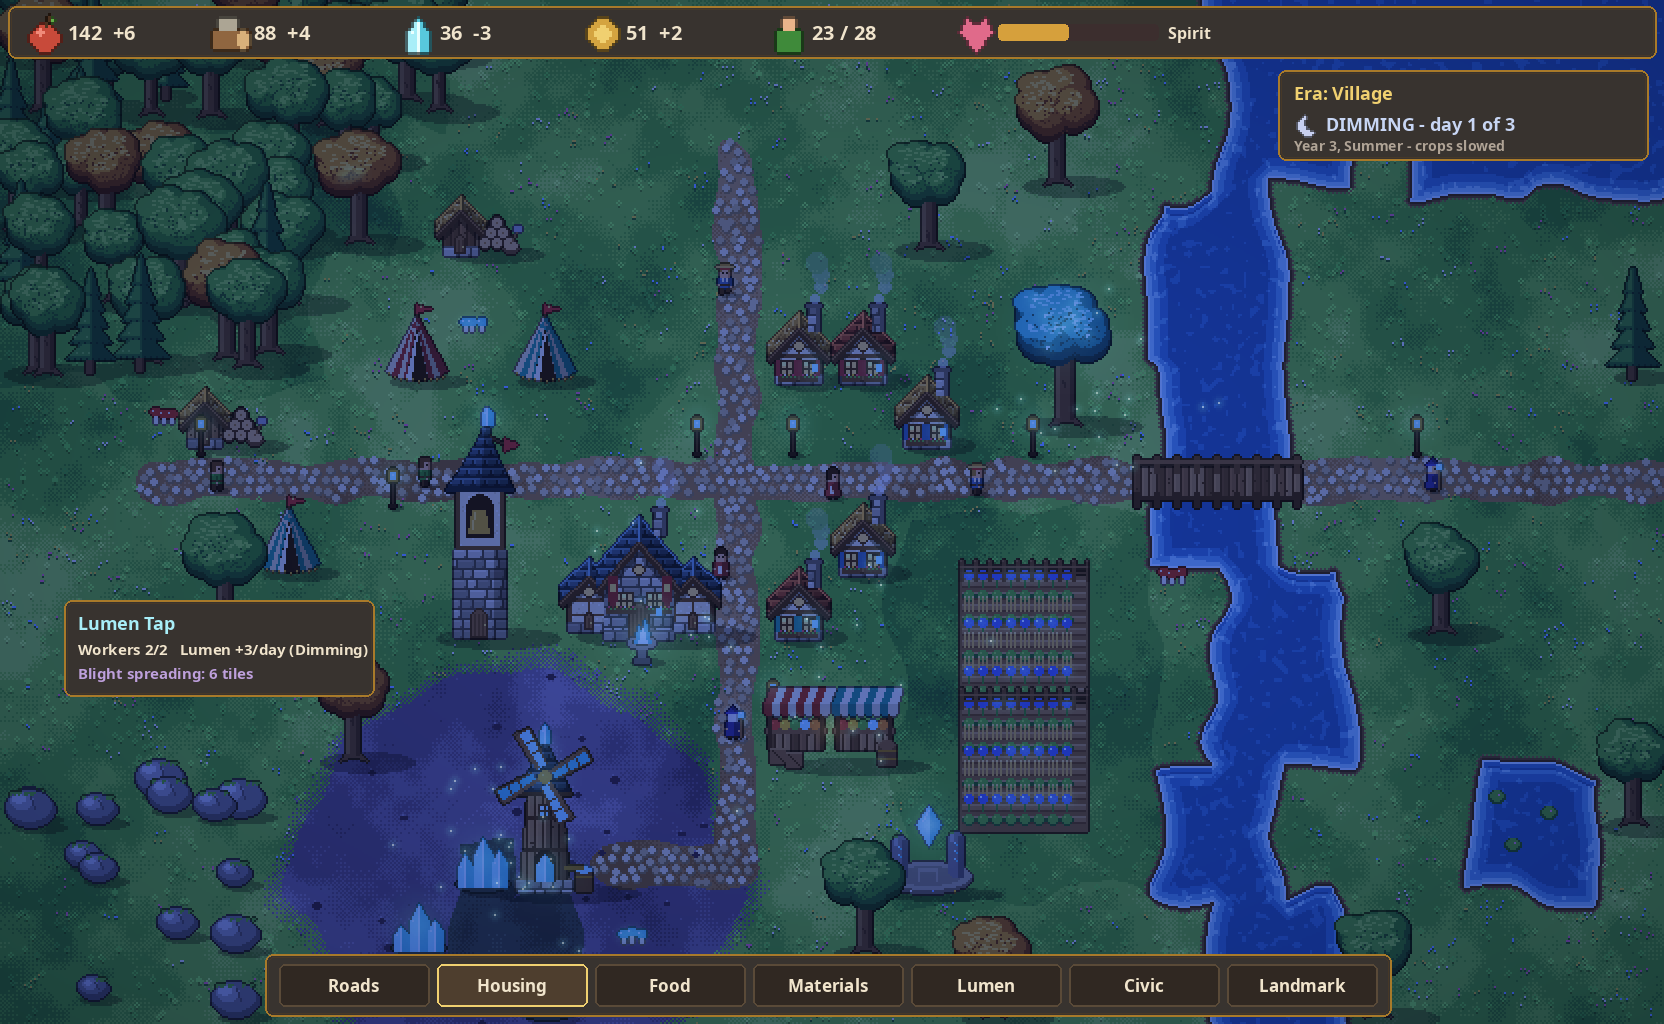 142 +6 88 +4 36 -3 51 +2 23 / 28 Spirit
Era: Village
DIMMING - day 1 of 3
Year 3, Summer - crops slowed
Lumen Tap
Workers 2/2 Lumen +3/day (Dimming)
Blight spreading: 6 tiles
Roads Housing Food Materials Lumen Civic Landmark